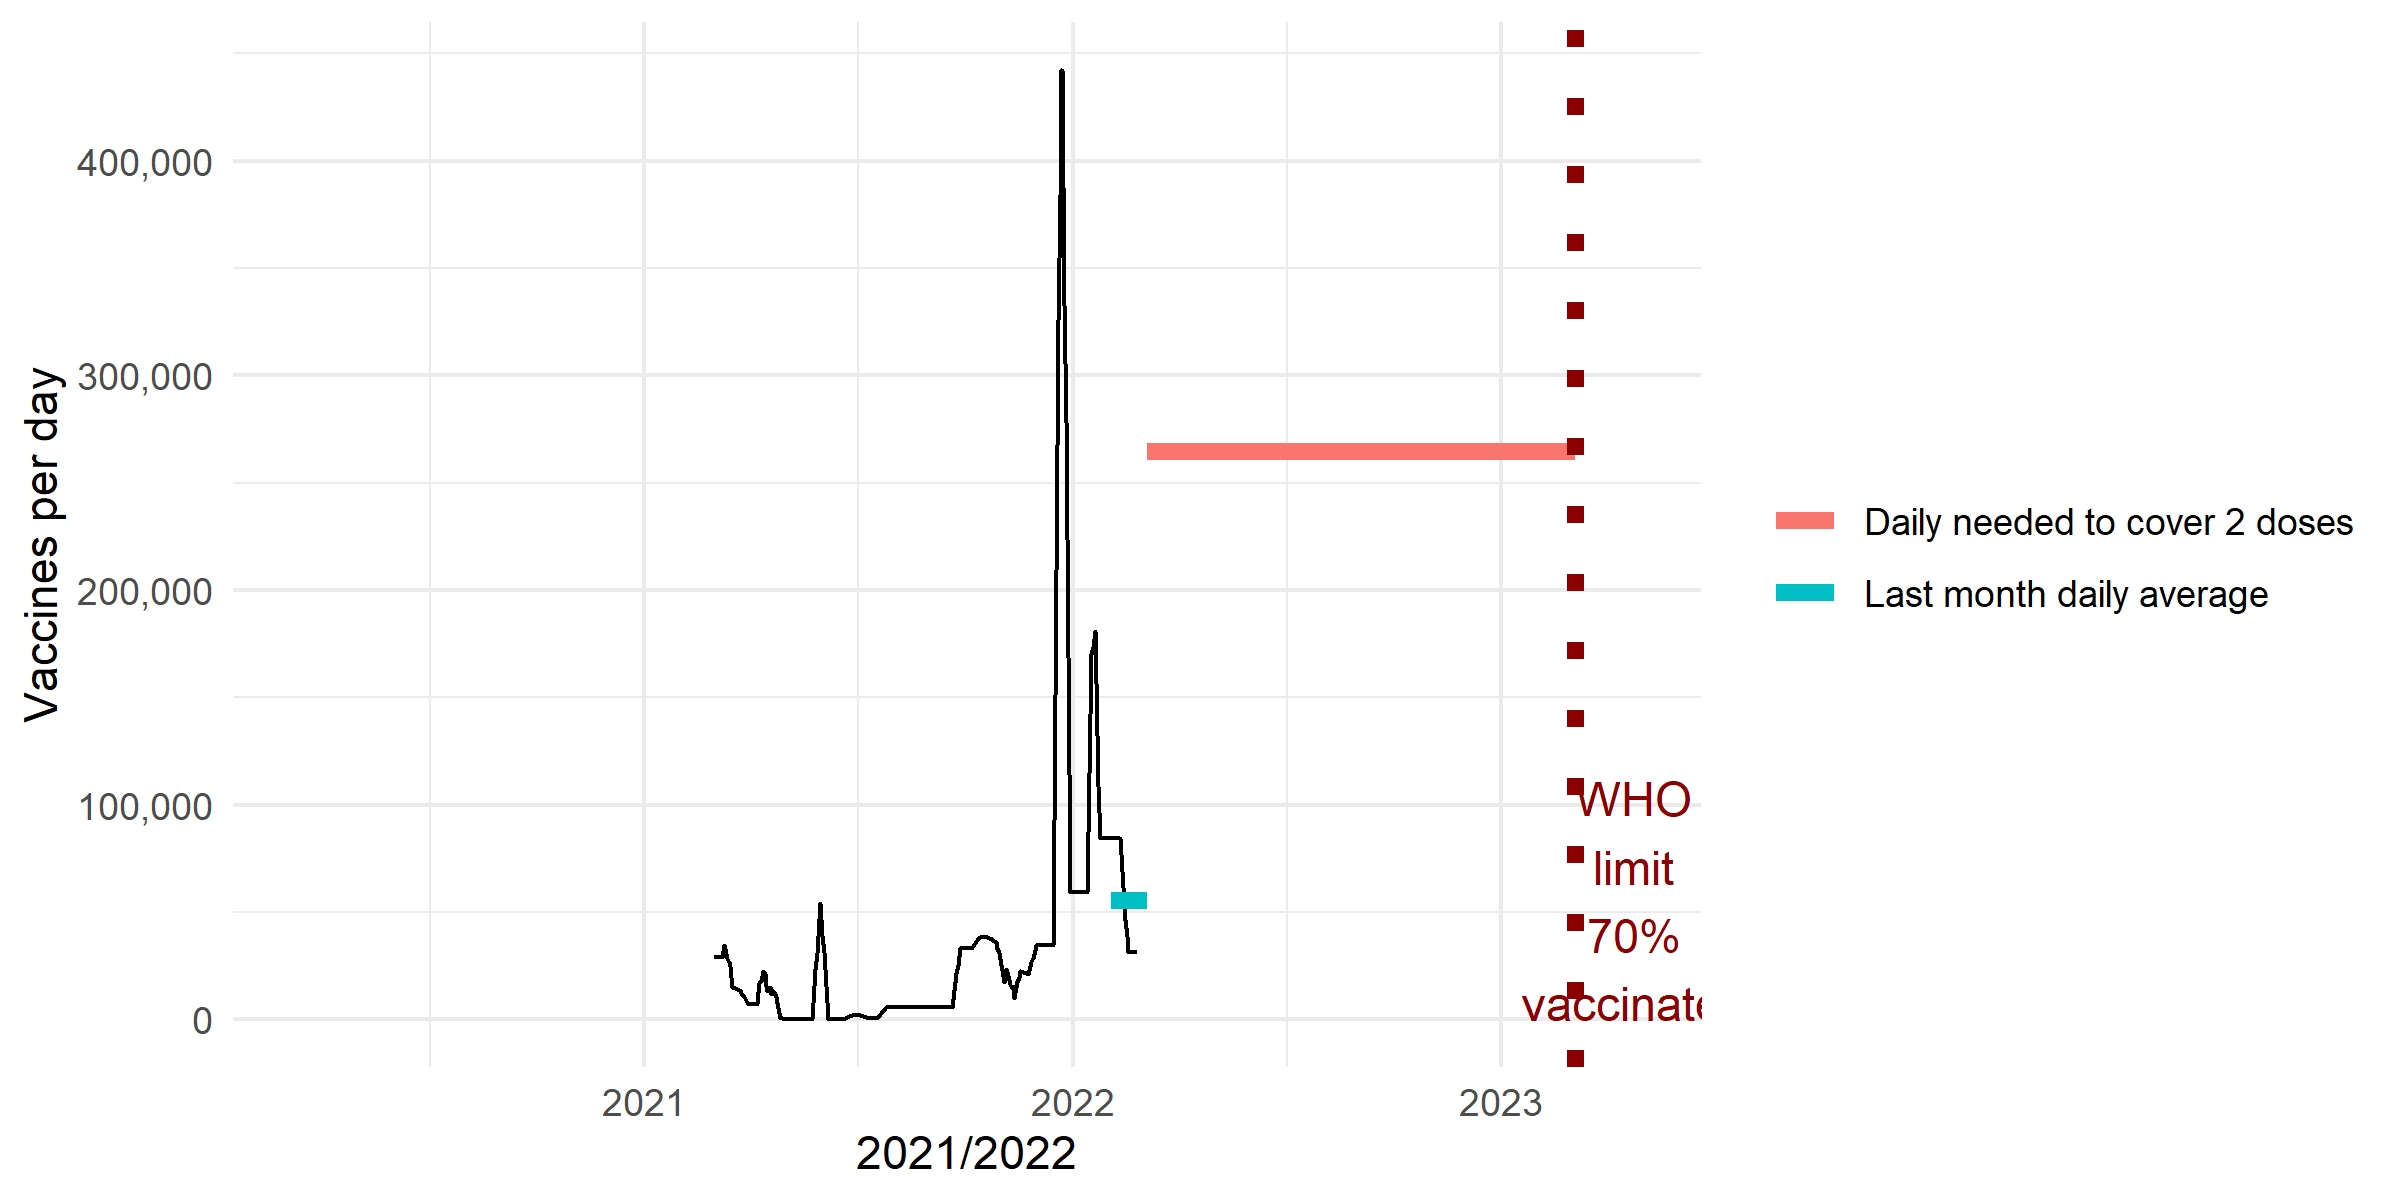 Vaccines per day
400,000
300,000
200,000
100,000
0
2021
2022
2023
2021/2022
WHO
limit
70%
vaccinate
Daily needed to cover 2 doses
Last month daily average